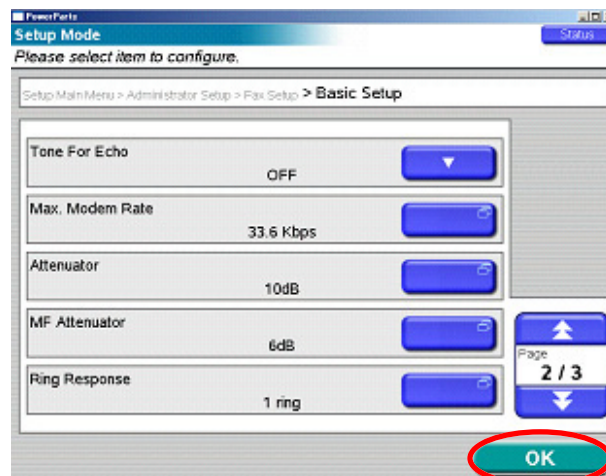 PowerParts
Setup Mode
Status
Please select item to configure.
Setup Main Menu > Administrator Setup > Fax Setup > Basic Setup
Tone For Echo
OFF
Max. Modem Rate
33.6 Kbps
Attenuator
10dB
MF Attenuator
6dB
Ring Response
1 ring
Page
2 / 3
OK